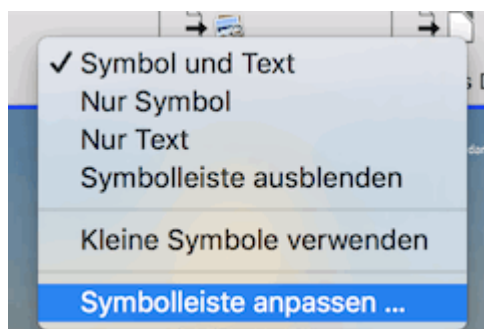 ✓ Symbol und Text
Nur Symbol
Nur Text
Symbolleiste ausblenden
Kleine Symbole verwenden
Symbolleiste anpassen ...